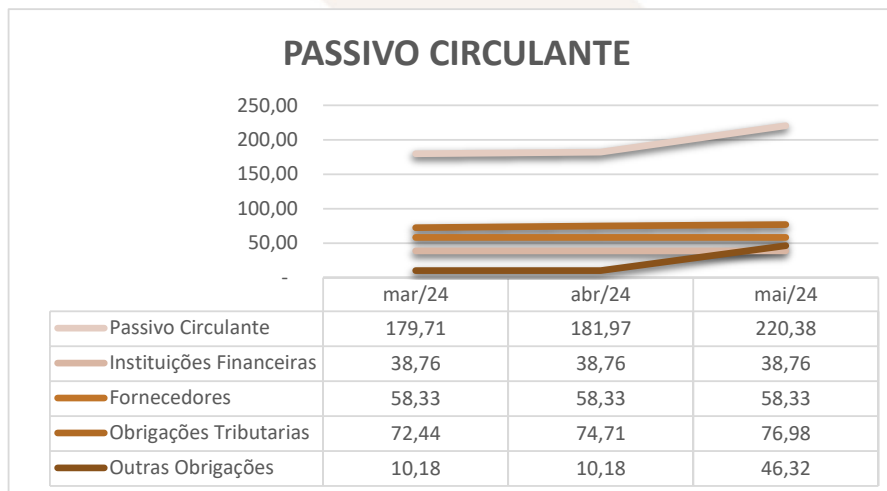 PASSIVO CIRCULANTE
250,00
200,00
150,00
100,00
50,00
-
mar/24 abr/24 mai/24
Passivo Circulante 179,71 181,97 220,38
Instituições Financeiras 38,76 38,76 38,76
Fornecedores 58,33 58,33 58,33
Obrigações Tributarias 72,44 74,71 76,98
Outras Obrigações 10,18 10,18 46,32